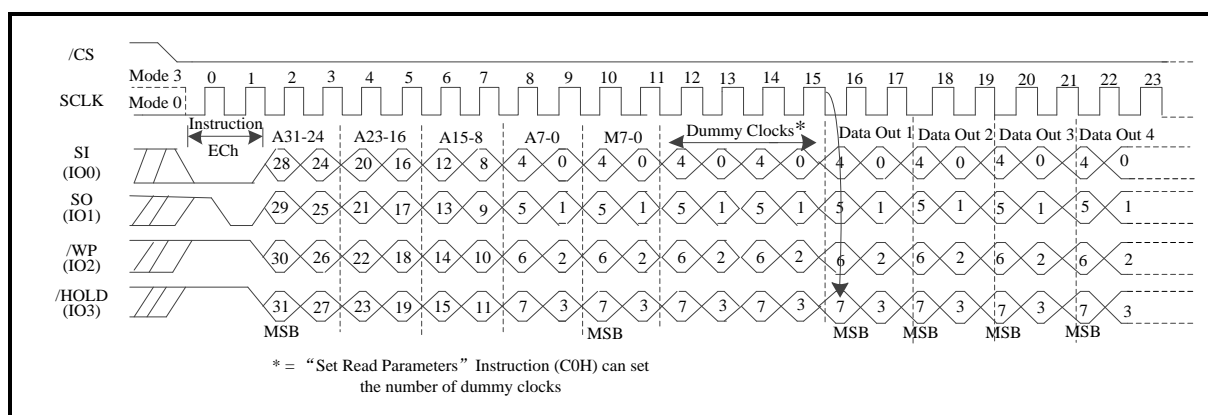 /CS
Mode 3 0 1 2 3 4 5 6 7 8 9 10 11 12 13 14 15 16 17 18 19 20 21 22 23
SCLK Mode 0
Instruction
ECh A31-24 A23-16 A15-8 A7-0 M7-0 Dummy Clocks* Data Out 1 Data Out 2 Data Out 3 Data Out 4
SI
(IO0) 28 24 20 16 12 8 4 0 4 0 4 0 4 0 4 0 4 0 4 0 4 0
SO
(IO1) 29 25 21 17 13 9 5 1 5 1 5 1 5 1 5 1 5 1 5 1 5 1
/WP
(IO2) 30 26 22 18 14 10 6 2 6 2 6 2 6 2 6 2 6 2 6 2 6 2
/HOLD
(IO3) 31 27 23 19 15 11 7 3 7 3 7 3 7 3 7 3 7 3 7 3 7 3
MSB MSB MSB MSB MSB MSB
* = “Set Read Parameters” Instruction (C0H) can set
the number of dummy clocks